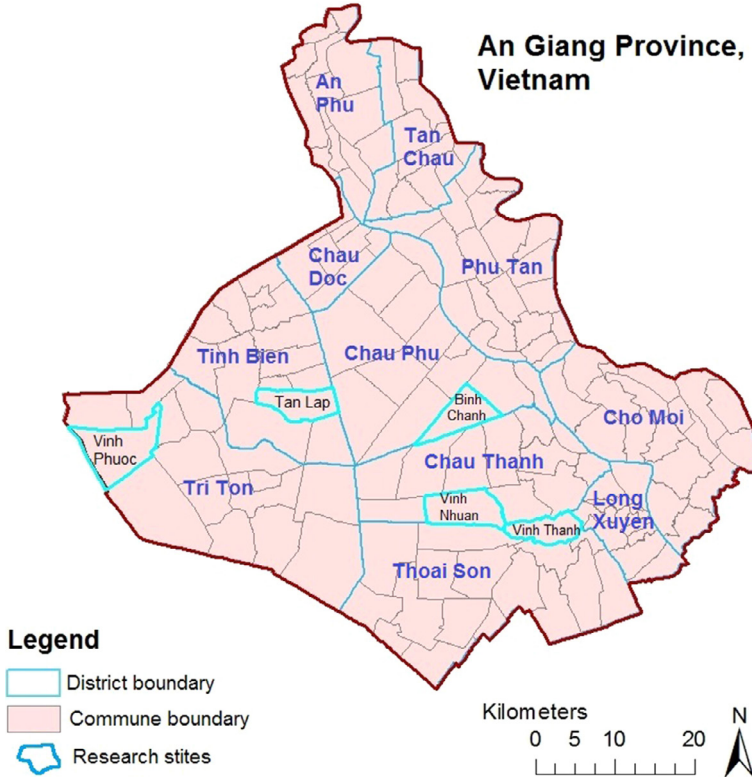 An Giang Province,
Vietnam
An
Phu
Tan
Chau
Chau
Doc
Phu Tan
Tinh Bien
Chau Phu
Tan Lap
Binh
Chanh
Cho Moi
Vinh
Phuoc
Tri Ton
Chau Thanh
Vinh
Nhuan
Vinh Thanh
Long
Xuyen
Thoai Son
Legend
District boundary
Commune boundary
Research stites
Kilometers
0 5 10 20
N